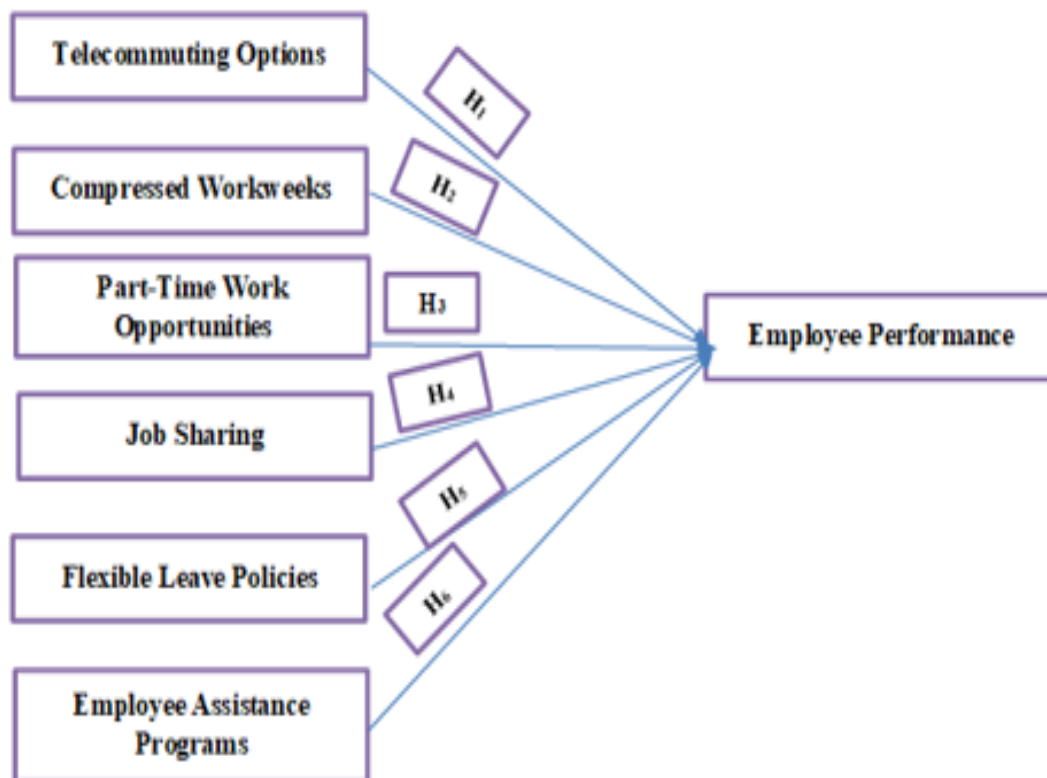 Telecommuting Options
H₁
Compressed Workweeks
H₂
Part-Time Work
Opportunities
H₃
Employee Performance
Job Sharing
H₄
Flexible Leave Policies
H₅
Employee Assistance
Programs
H₆